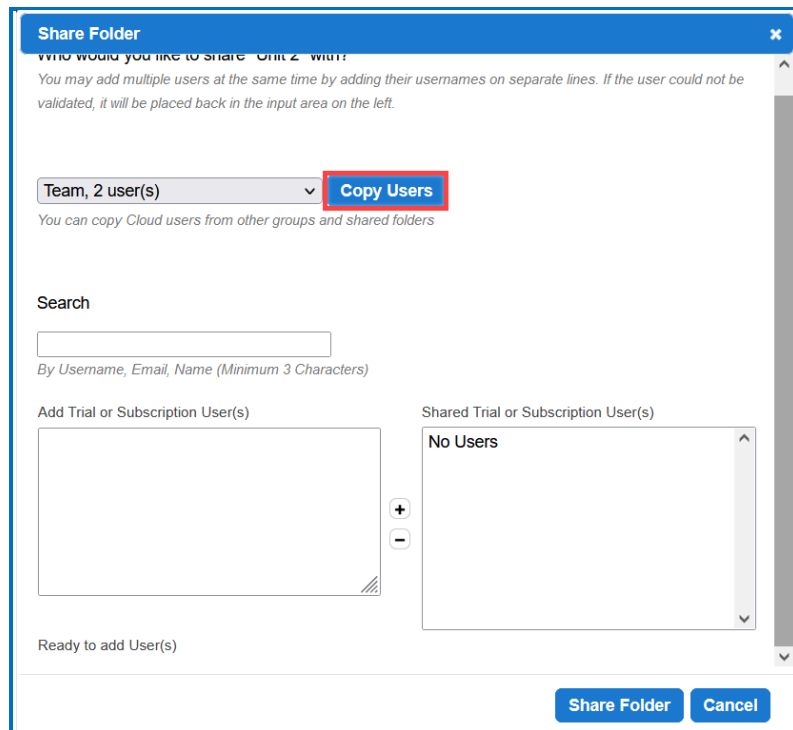 Share Folder
Who would you like to share "Unit 2" with?
You may add multiple users at the same time by adding their usernames on separate lines. If the user could not be
validated, it will be placed back in the input area on the left.
Team, 2 user(s)
Copy Users
You can copy Cloud users from other groups and shared folders
Search
By Username, Email, Name (Minimum 3 Characters)
Add Trial or Subscription User(s)
Shared Trial or Subscription User(s)
No Users
+
−
Ready to add User(s)
Share Folder
Cancel